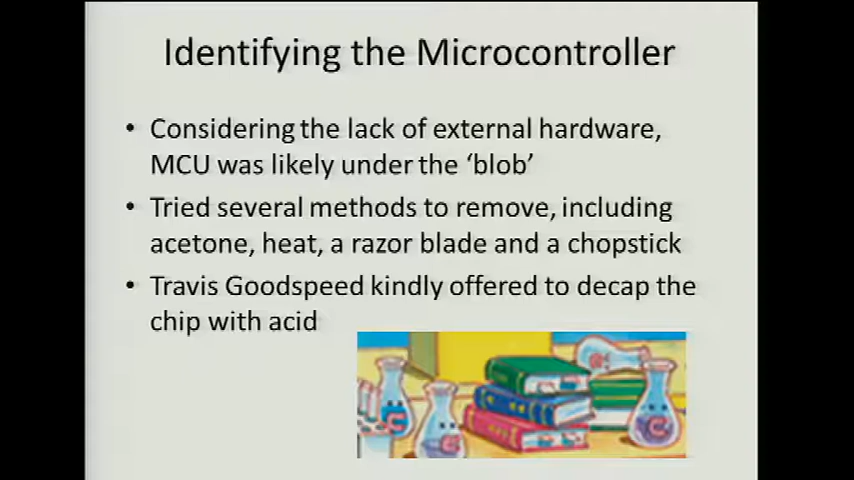 Identifying the Microcontroller
• Considering the lack of external hardware,
MCU was likely under the ‘blob’
• Tried several methods to remove, including
acetone, heat, a razor blade and a chopstick
• Travis Goodspeed kindly offered to decap the
chip with acid